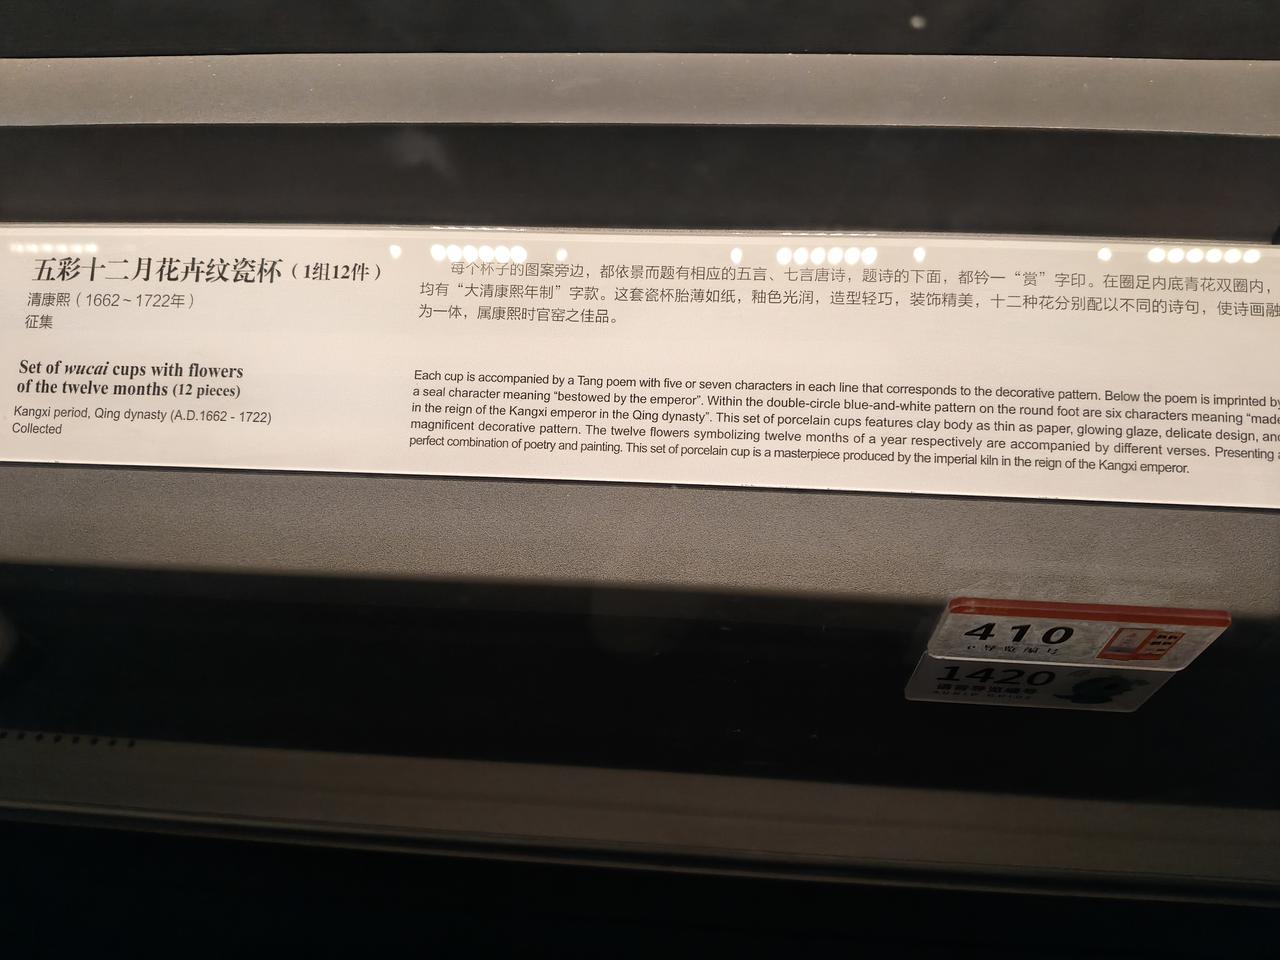 五彩十二月花卉纹瓷杯（1组12件）
清康熙（1662～1722年）
征集
Set of wucai cups with flowers
of the twelve months (12 pieces)
Kangxi period, Qing dynasty (A.D.1662 - 1722)
Collected
每个杯子的图案旁边，都依景而题有相应的五言、七言唐诗，题诗的下面，都钤一“赏”字印。在圈足内底青花双圈内，
均有“大清康熙年制”字款。这套瓷杯胎薄如纸，釉色光润，造型轻巧，装饰精美，十二种花分别配以不同的诗句，使诗画融
为一体，属康熙时官窑之佳品。
Each cup is accompanied by a Tang poem with five or seven characters in each line that corresponds to the decorative pattern. Below the poem is imprinted by
a seal character meaning “bestowed by the emperor”. Within the double-circle blue-and-white pattern on the round foot are six characters meaning “made
in the reign of the Kangxi emperor in the Qing dynasty”. This set of porcelain cups features clay body as thin as paper, glowing glaze, delicate design, and
magnificent decorative pattern. The twelve flowers symbolizing twelve months of a year respectively are accompanied by different verses. Presenting a
perfect combination of poetry and painting. This set of porcelain cup is a masterpiece produced by the imperial kiln in the reign of the Kangxi emperor.
410
e导览编号
1420
语音导览编号
AUDIO GUIDE